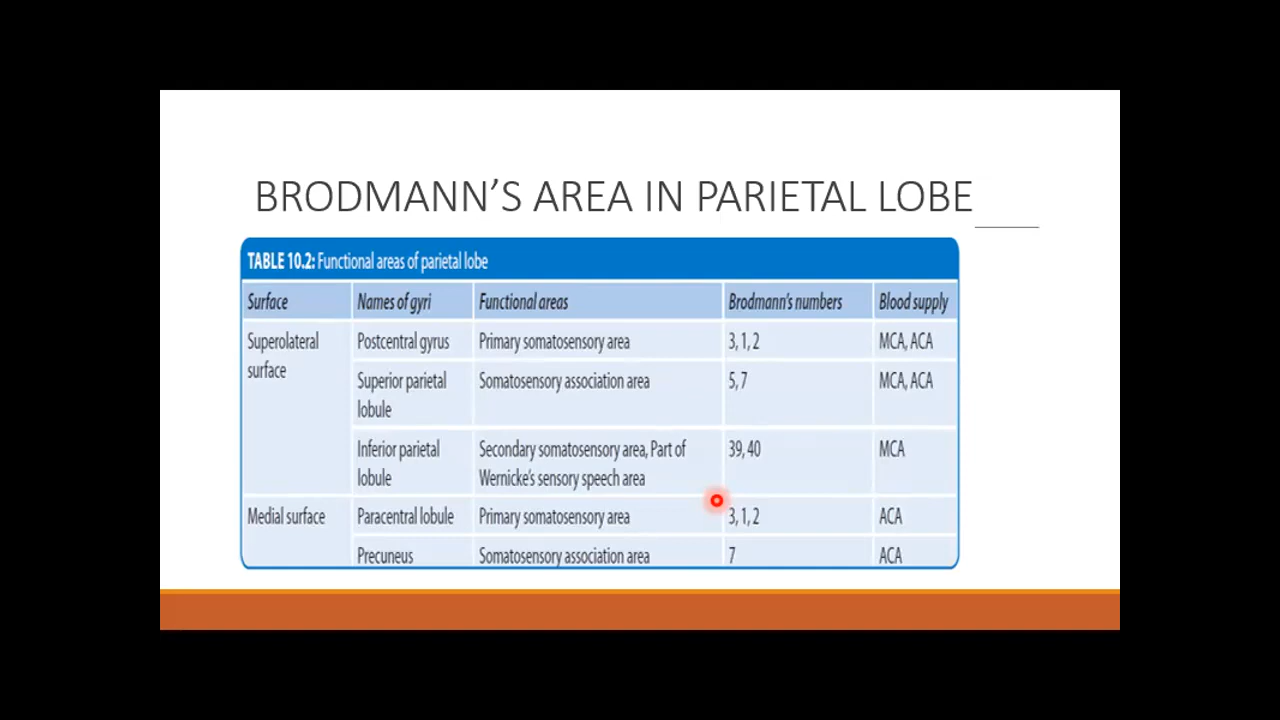 BRODMANN’S AREA IN PARIETAL LOBE
TABLE 10.2: Functional areas of parietal lobe
Surface Names of gyri Functional areas Brodmann's numbers Blood supply
Superolateral Postcentral gyrus Primary somatosensory area 3, 1, 2 MCA, ACA
surface
Superior parietal Somatosensory association area 5, 7 MCA, ACA
lobule
Inferior parietal Secondary somatosensory area, Part of 39, 40 MCA
lobule Wernicke's sensory speech area
Medial surface Paracentral lobule Primary somatosensory area 3, 1, 2 ACA
Precuneus Somatosensory association area 7 ACA